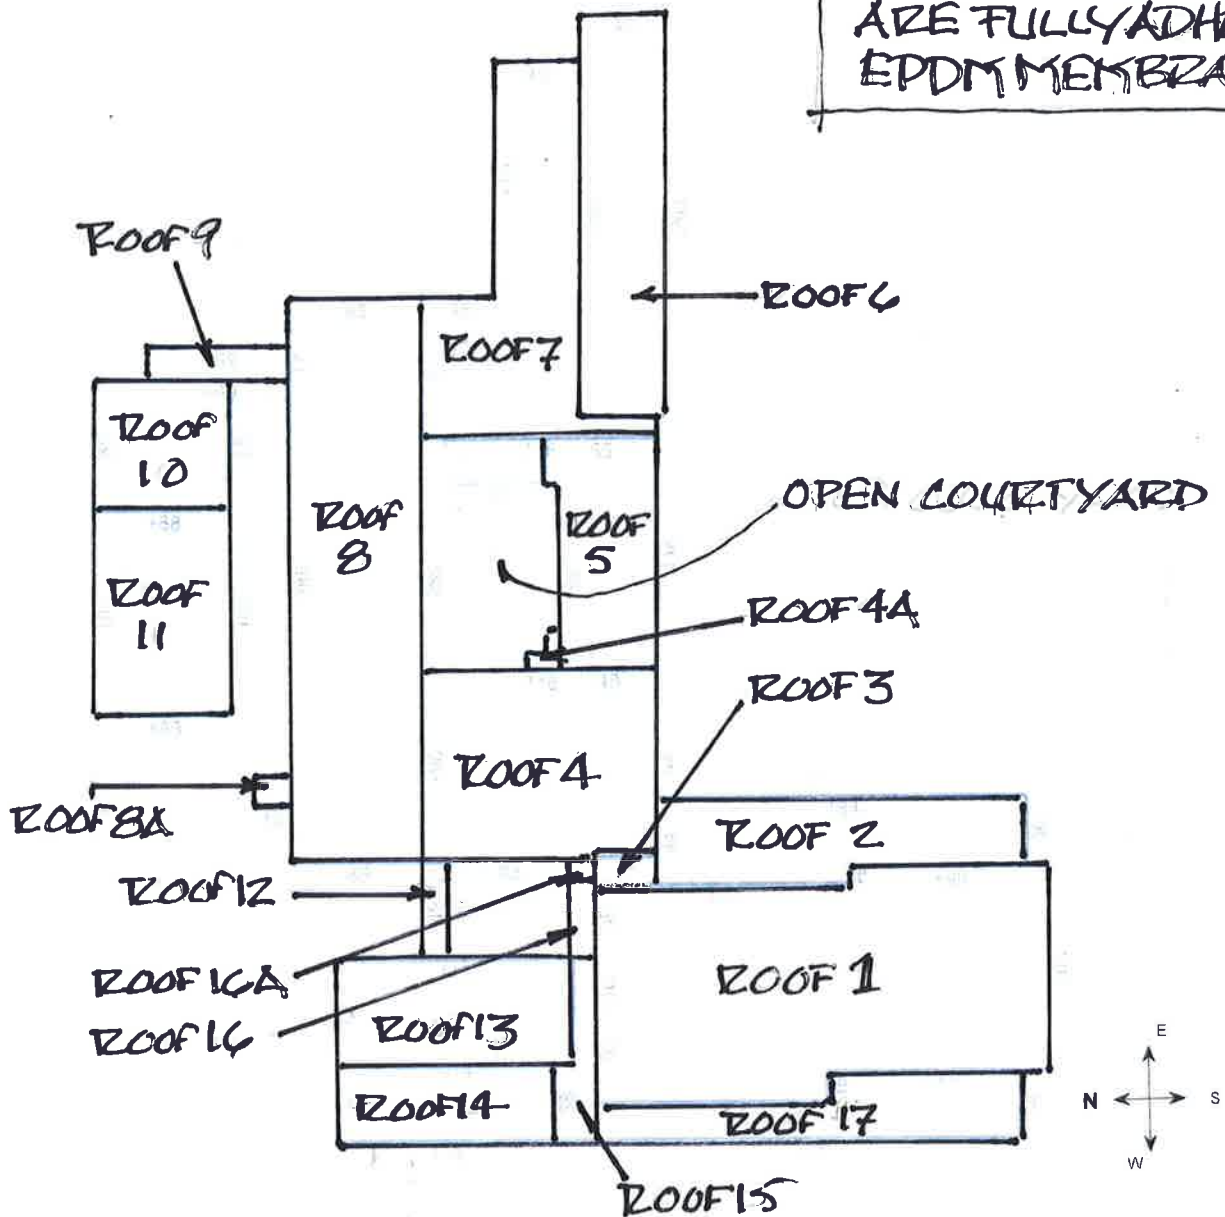 ARE FULLY ADH
EPDM MEMBRA
ROOF 9
ROOF 6
ROOF 7
ROOF
10
OPEN COURTYARD
ROOF
8
ROOF
5
ROOF
11
ROOF 4A
ROOF 3
ROOF 4
ROOF 8A
ROOF 2
ROOF 12
ROOF 16A
ROOF 1
ROOF 13
ROOF 16
E
N
S
ROOF 14
ROOF 17
W
ROOF 15